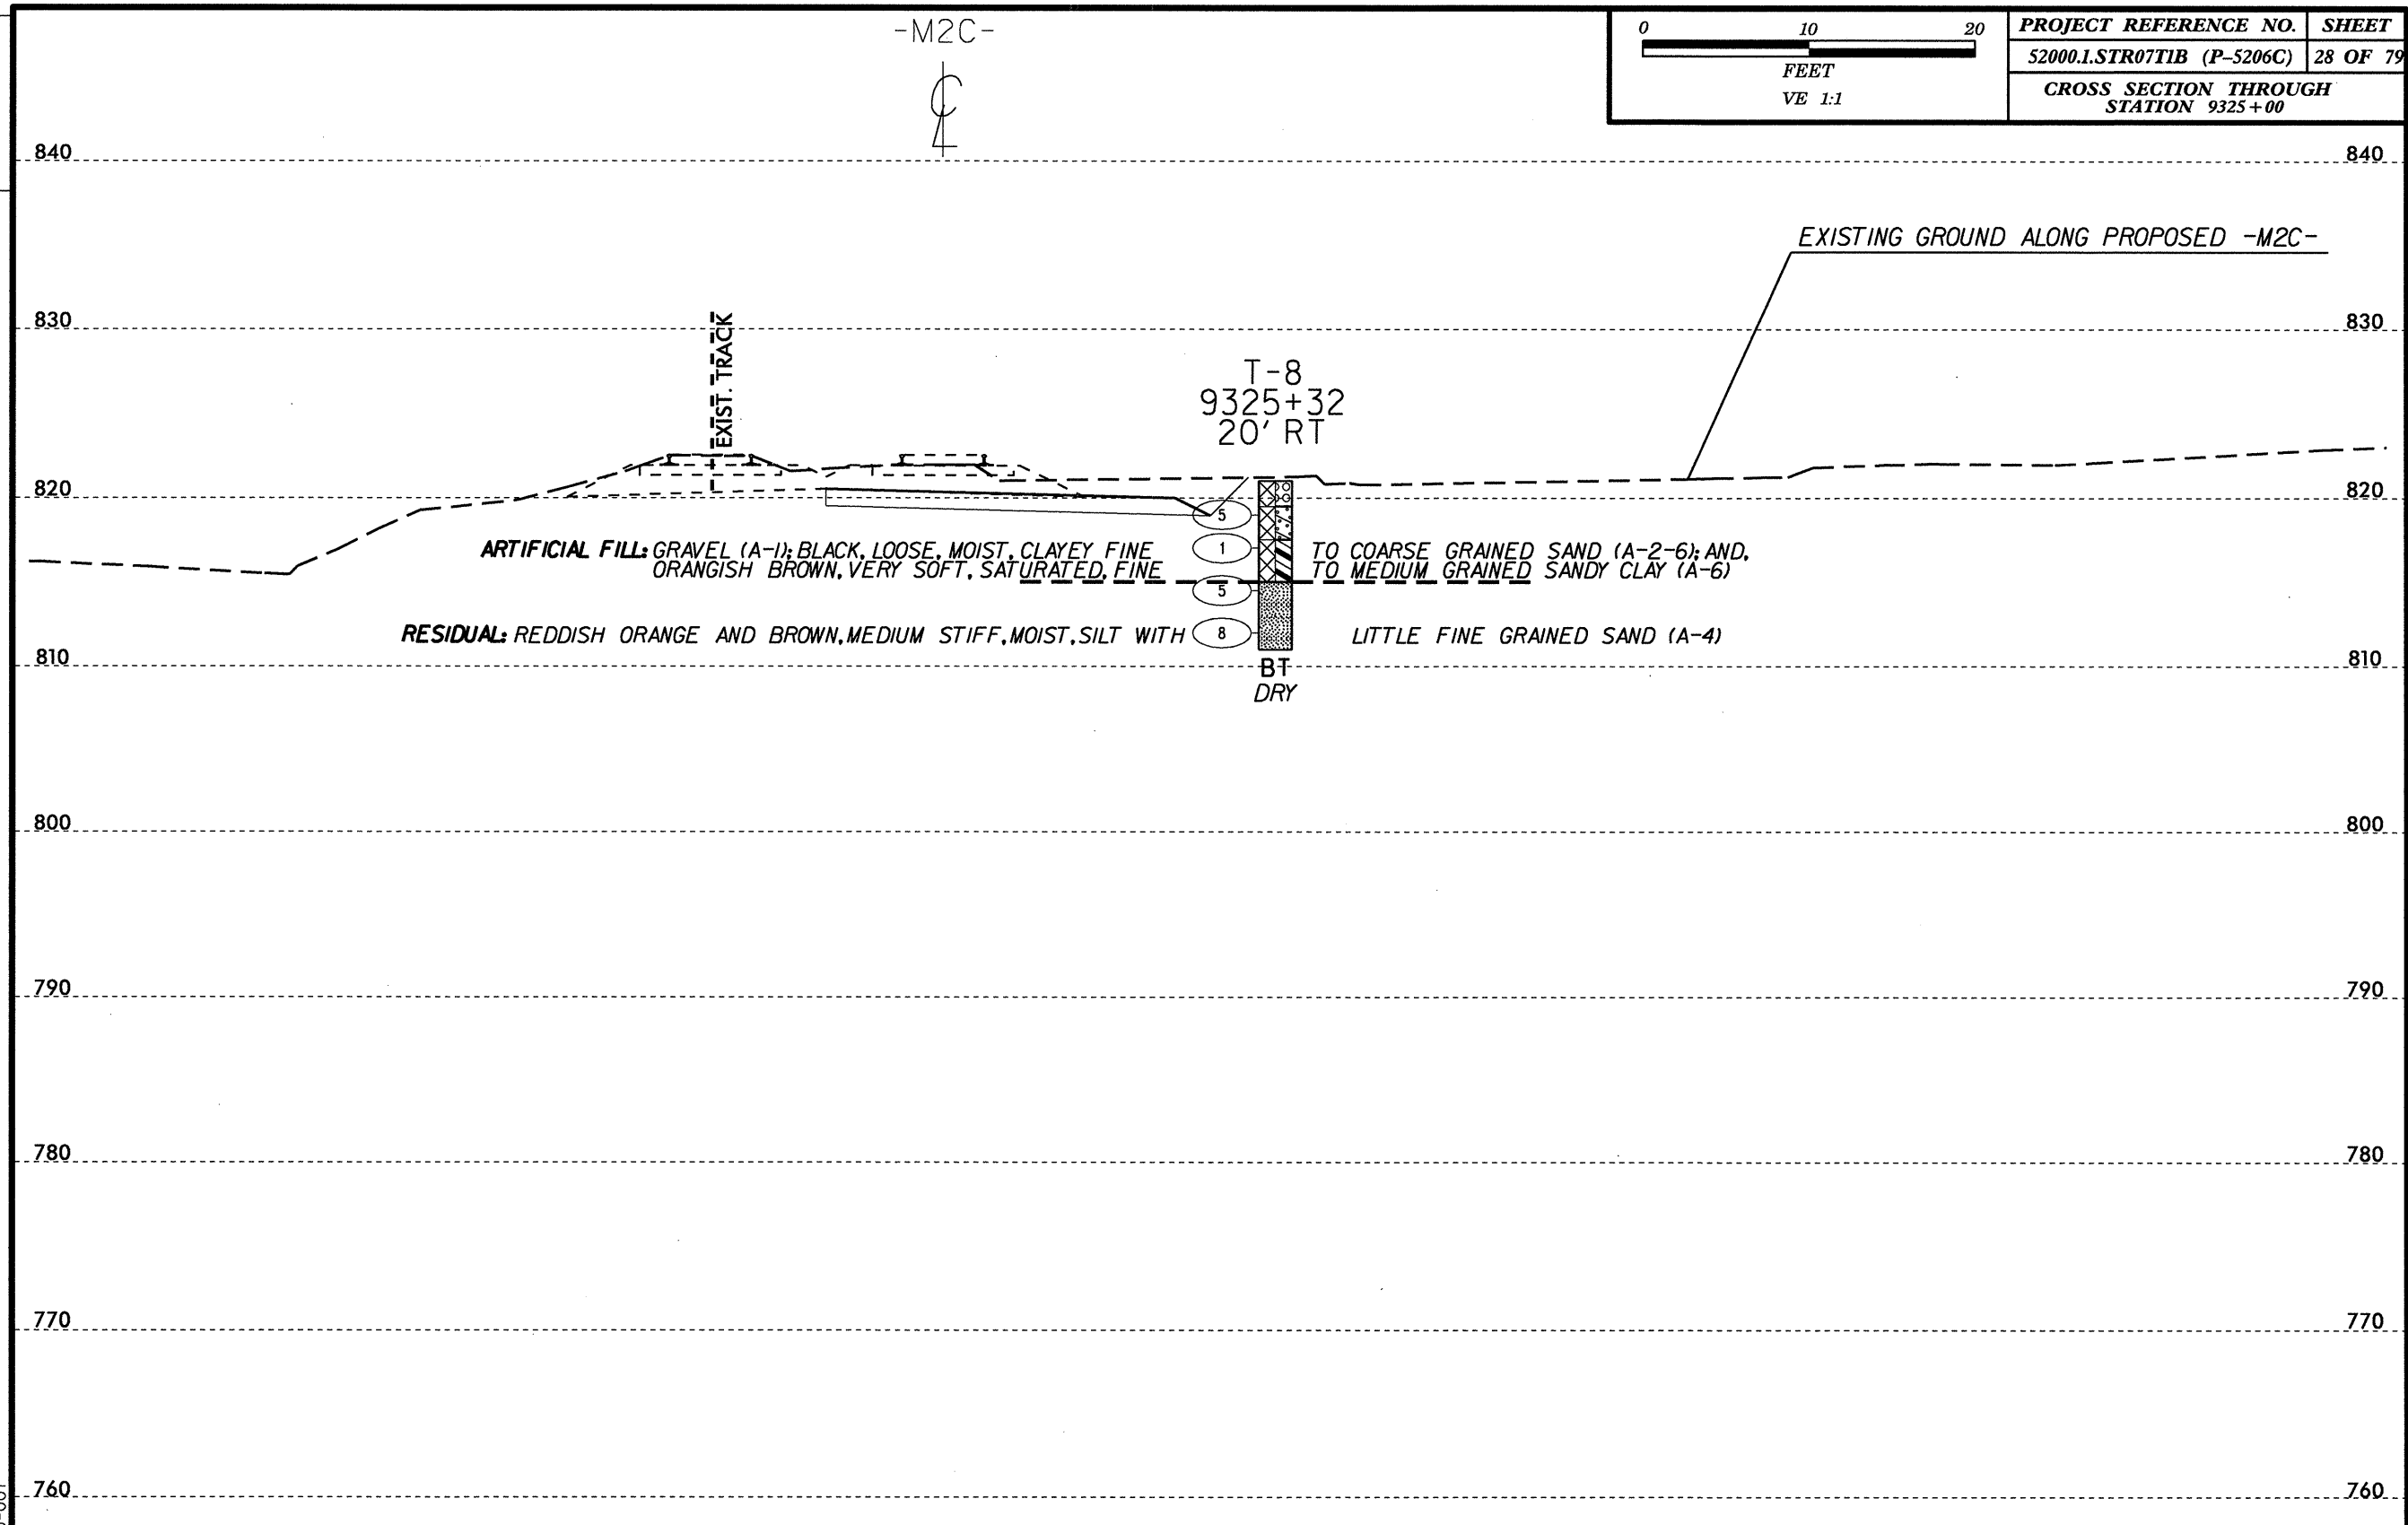 -M2C-
0 10 20
FEET
VE 1:1
PROJECT REFERENCE NO. SHEET
52000.1.STR07T1B (P-5206C) 28 OF 79
CROSS SECTION THROUGH
STATION 9325+00
840 840
EXISTING GROUND ALONG PROPOSED -M2C-
830 830
EXIST. TRACK
T-8
9325+32
20' RT
820 820
5
ARTIFICIAL FILL: GRAVEL (A-1); BLACK, LOOSE, MOIST, CLAYEY FINE 1 TO COARSE GRAINED SAND (A-2-6); AND,
ORANGISH BROWN, VERY SOFT, SATURATED, FINE TO MEDIUM GRAINED SANDY CLAY (A-6)
5
RESIDUAL: REDDISH ORANGE AND BROWN, MEDIUM STIFF, MOIST, SILT WITH 8 LITTLE FINE GRAINED SAND (A-4)
810 810
BT
DRY
800 800
790 790
780 780
770 770
760 760